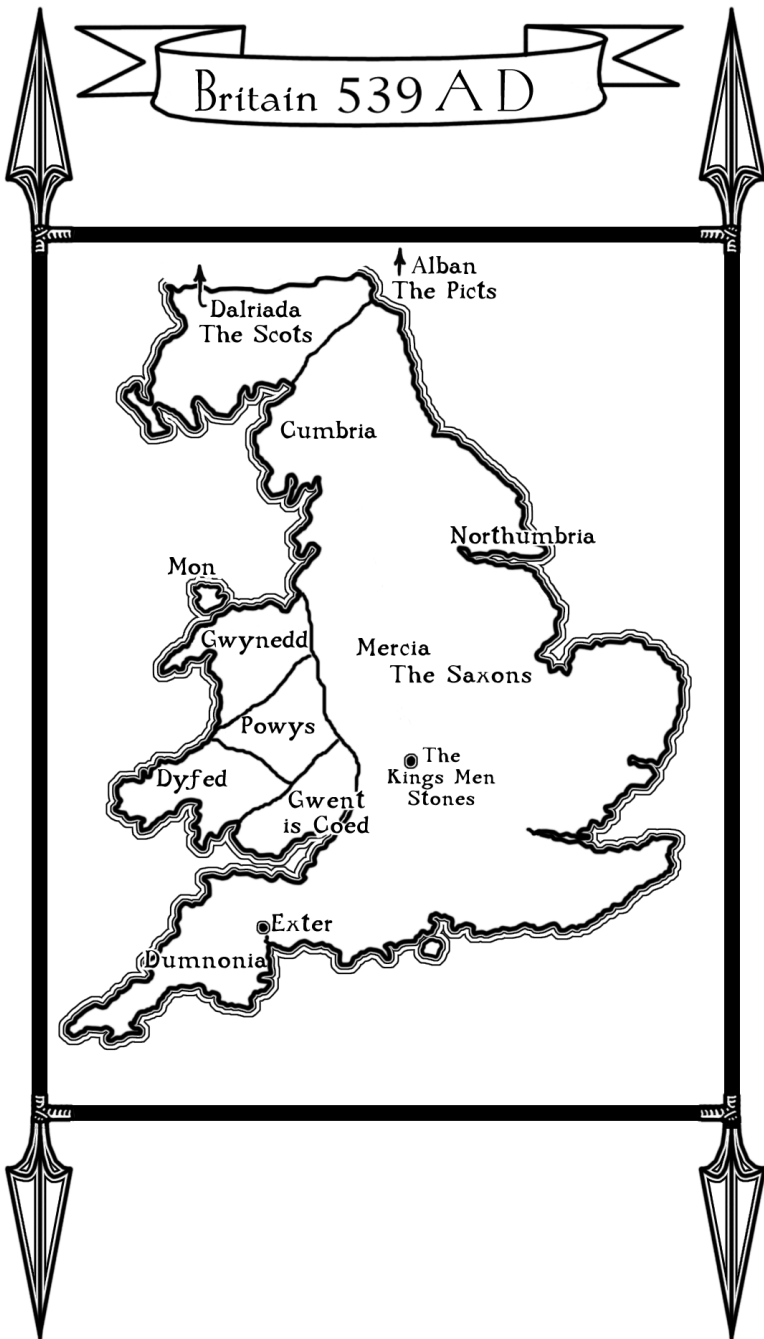 Britain 539 AD
Alban
The Picts
Dalriada
The Scots
Cumbria
Northumbria
Mon
Gwynedd
Mercia
The Saxons
Powys
The
Kings Men
Stones
Dyfed
Gwent
is Coed
Exter
Dumnonia